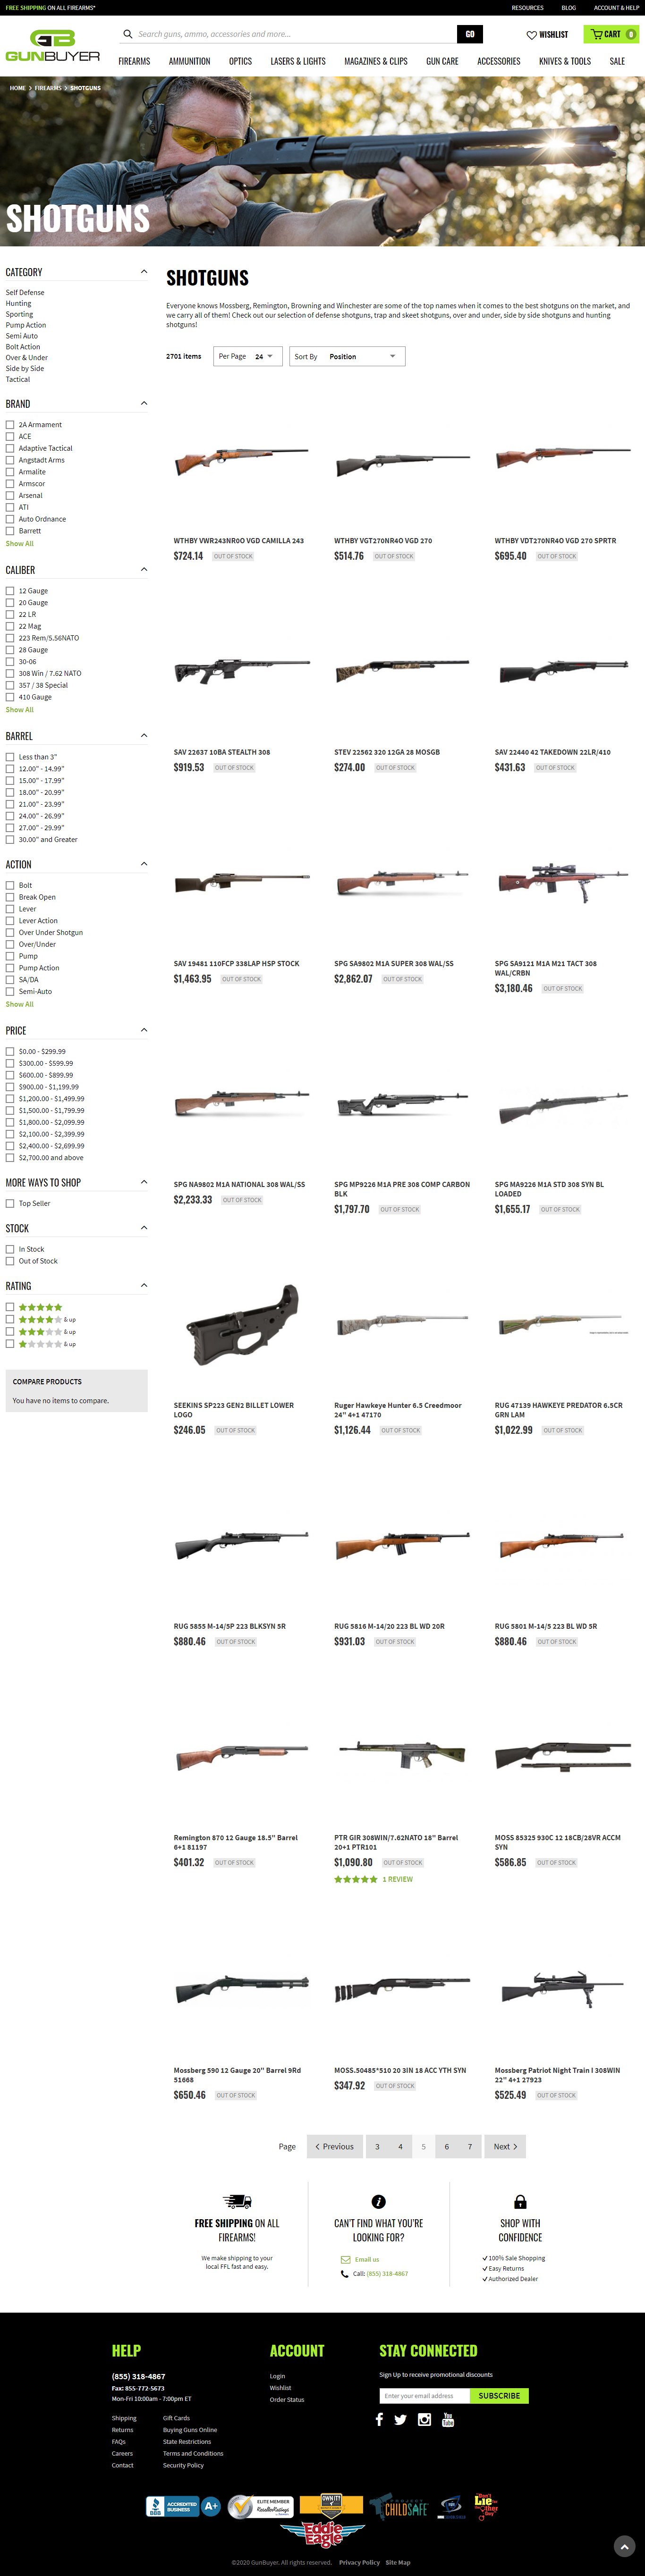 FREE SHIPPING ON ALL FIREARMS*
RESOURCES BLOG ACCOUNT & HELP
GB
GUNBUYER
Search guns, ammo, accessories and more...
GO
WISHLIST
CART 0
FIREARMS AMMUNITION OPTICS LASERS & LIGHTS MAGAZINES & CLIPS GUN CARE ACCESSORIES KNIVES & TOOLS SALE
HOME > FIREARMS > SHOTGUNS
SHOTGUNS
CATEGORY
Self Defense
Hunting
Sporting
Pump Action
Semi Auto
Bolt Action
Over & Under
Side by Side
Tactical
BRAND
2A Armament
ACE
Adaptive Tactical
Angstadt Arms
Armalite
Armscor
Arsenal
ATI
Auto Ordnance
Barrett
Show All
CALIBER
12 Gauge
20 Gauge
22 LR
22 Mag
223 Rem/5.56NATO
28 Gauge
30-06
308 Win / 7.62 NATO
357 / 38 Special
410 Gauge
Show All
BARREL
Less than 3"
12.00" - 14.99"
15.00" - 17.99"
18.00" - 20.99"
21.00" - 23.99"
24.00" - 26.99"
27.00" - 29.99"
30.00" and Greater
ACTION
Bolt
Break Open
Lever
Lever Action
Over Under Shotgun
Over/Under
Pump
Pump Action
SA/DA
Semi-Auto
Show All
PRICE
$0.00 - $299.99
$300.00 - $599.99
$600.00 - $899.99
$900.00 - $1,199.99
$1,200.00 - $1,499.99
$1,500.00 - $1,799.99
$1,800.00 - $2,099.99
$2,100.00 - $2,399.99
$2,400.00 - $2,699.99
$2,700.00 and above
MORE WAYS TO SHOP
Top Seller
STOCK
In Stock
Out of Stock
RATING
& up
& up
& up
COMPARE PRODUCTS
You have no items to compare.
SHOTGUNS
Everyone knows Mossberg, Remington, Browning and Winchester are some of the top names when it comes to the best shotguns on the market, and
we carry all of them! Check out our selection of defense shotguns, trap and skeet shotguns, over and under, side by side shotguns and hunting
shotguns!
2701 items Per Page 24 Sort By Position
WTHBY VWR243NR0O VGD CAMILLA 243
$724.14 OUT OF STOCK
WTHBY VGT270NR4O VGD 270
$514.76 OUT OF STOCK
WTHBY VDT270NR4O VGD 270 SPRTR
$695.40 OUT OF STOCK
SAV 22637 10BA STEALTH 308
$919.53 OUT OF STOCK
STEV 22562 320 12GA 28 MOSGB
$274.00 OUT OF STOCK
SAV 22440 42 TAKEDOWN 22LR/410
$431.63 OUT OF STOCK
SAV 19481 110FCP 338LAP HSP STOCK
$1,463.95 OUT OF STOCK
SPG SA9802 M1A SUPER 308 WAL/SS
$2,862.07 OUT OF STOCK
SPG SA9121 M1A M21 TACT 308
WAL/CRBN
$3,180.46 OUT OF STOCK
SPG NA9802 M1A NATIONAL 308 WAL/SS
$2,233.33 OUT OF STOCK
SPG MP9226 M1A PRE 308 COMP CARBON
BLK
$1,797.70 OUT OF STOCK
SPG MA9226 M1A STD 308 SYN BL
LOADED
$1,655.17 OUT OF STOCK
SEEKINS SP223 GEN2 BILLET LOWER
LOGO
$246.05 OUT OF STOCK
Ruger Hawkeye Hunter 6.5 Creedmoor
24" 4+1 47170
$1,126.44 OUT OF STOCK
RUG 47139 HAWKEYE PREDATOR 6.5CR
GRN LAM
$1,022.99 OUT OF STOCK
RUG 5855 M-14/5P 223 BLKSYN 5R
$880.46 OUT OF STOCK
RUG 5816 M-14/20 223 BL WD 20R
$931.03 OUT OF STOCK
RUG 5801 M-14/5 223 BL WD 5R
$880.46 OUT OF STOCK
Remington 870 12 Gauge 18.5" Barrel
6+1 81197
$401.32 OUT OF STOCK
PTR GIR 308WIN/7.62NATO 18" Barrel
20+1 PTR101
$1,090.80 OUT OF STOCK
1 REVIEW
MOSS 85325 930C 12 18CB/28VR ACCM
SYN
$586.85 OUT OF STOCK
Mossberg 590 12 Gauge 20" Barrel 9Rd
51668
$650.46 OUT OF STOCK
MOSS.50485*510 20 3IN 18 ACC YTH SYN
$347.92 OUT OF STOCK
Mossberg Patriot Night Train I 308WIN
22" 4+1 27923
$525.49 OUT OF STOCK
Page < Previous 3 4 5 6 7 Next >
FREE SHIPPING ON ALL
FIREARMS!
We make shipping to your
local FFL fast and easy.
CAN'T FIND WHAT YOU'RE
LOOKING FOR?
Email us
Call: (855) 318-4867
SHOP WITH
CONFIDENCE
100% Sale Shopping
Easy Returns
Authorized Dealer
HELP
(855) 318-4867
Fax: 855-772-5673
Mon-Fri 10:00am - 7:00pm ET
Shipping
Returns
FAQs
Careers
Contact
Gift Cards
Buying Guns Online
State Restrictions
Terms and Conditions
Security Policy
ACCOUNT
Login
Wishlist
Order Status
STAY CONNECTED
Sign Up to receive promotional discounts
Enter your email address
SUBSCRIBE
You Tube
BBB ACCREDITED BUSINESS A+
ELITE MEMBER
ResellerRatings
OWN IT?
PROJECT CHILDSAFE
Don't Lie for the Other Guy
Eddie Eagle
©2020 GunBuyer. All rights reserved. Privacy Policy Site Map